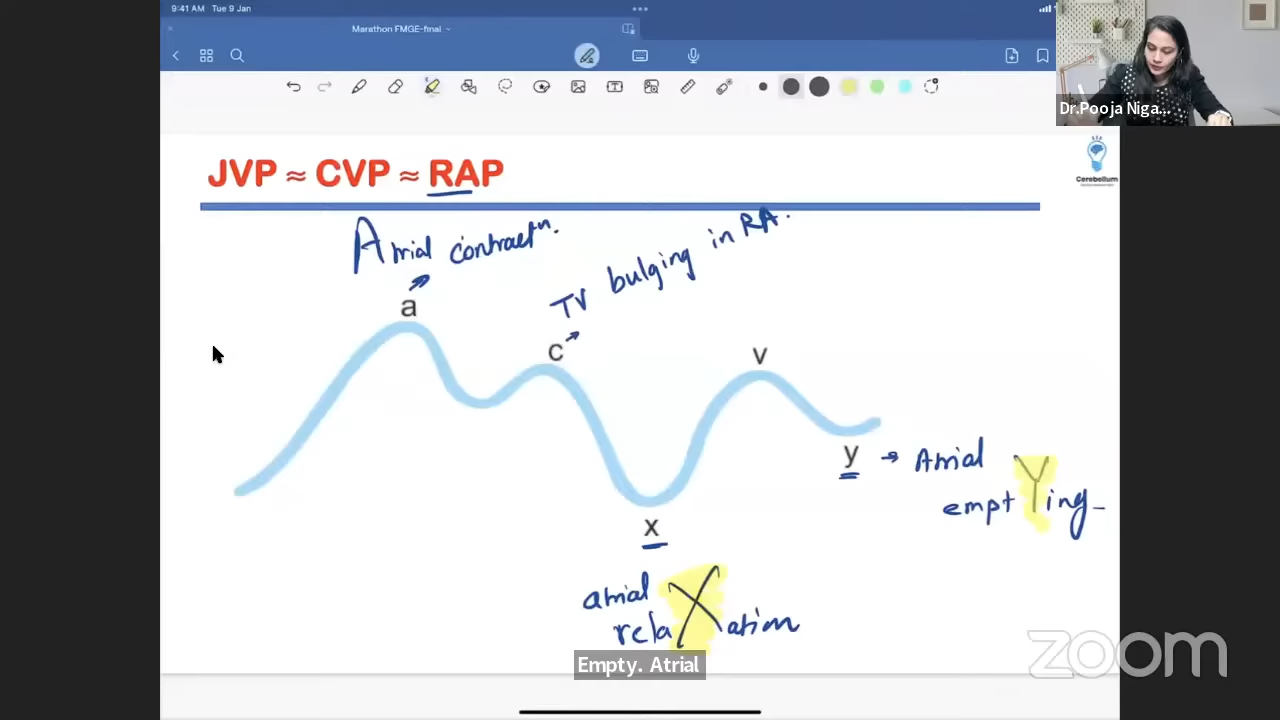 9:41 AM Tue 9 Jan
Marathon FMGE-final
Dr.Pooja Niga...
JVP ≈ CVP ≈ RAP
Cerebellum
Atrial contractn.
TV bulging in RA.
a
c
v
y → Atrial
emptYing
x
atrial
relaXation
Empty. Atrial
zoom